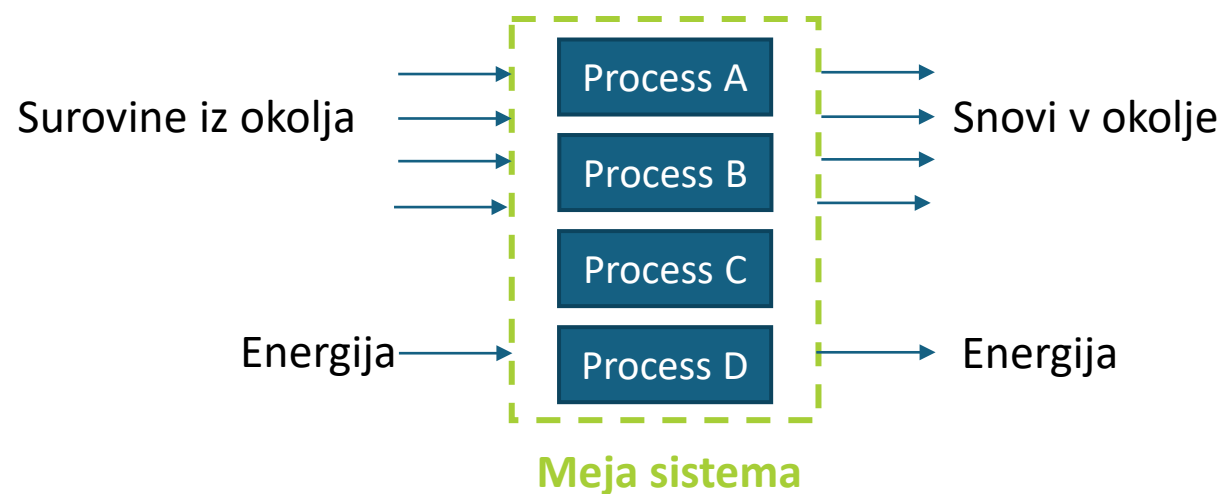 Process A
Surovine iz okolja
Snovi v okolje
Process B
Process C
Energija
Process D
Energija
Meja sistema